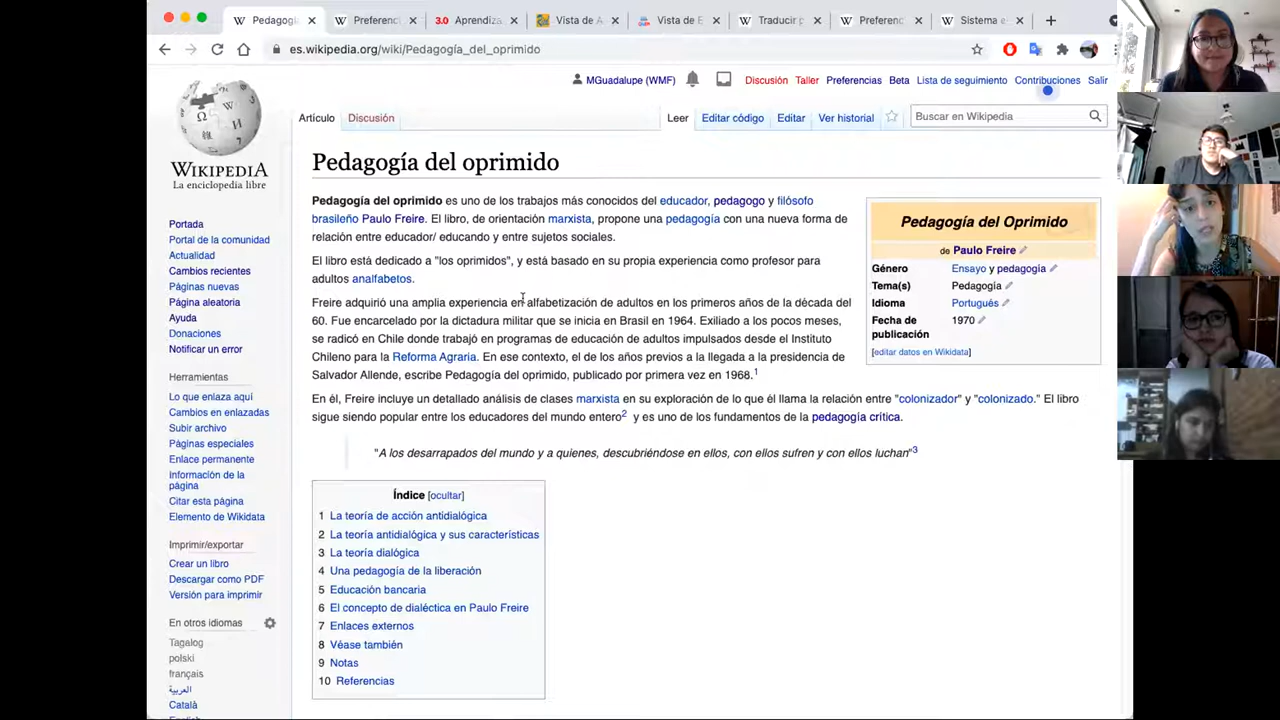 Pedagogía
Preferenc
3.0 Aprendiza
Vista de A
Vista de E
Traducir p
Preferenc
Sistema e
es.wikipedia.org/wiki/Pedagogía_del_oprimido
MGuadalupe (WMF)
Discusión Taller Preferencias Beta Lista de seguimiento Contribuciones Salir
Artículo Discusión Leer Editar código Editar Ver historial Buscar en Wikipedia
WIKIPEDIA
La enciclopedia libre
Portada
Portal de la comunidad
Actualidad
Cambios recientes
Páginas nuevas
Página aleatoria
Ayuda
Donaciones
Notificar un error
Herramientas
Lo que enlaza aquí
Cambios en enlazadas
Subir archivo
Páginas especiales
Enlace permanente
Información de la
página
Citar esta página
Elemento de Wikidata
Imprimir/exportar
Crear un libro
Descargar como PDF
Versión para imprimir
En otros idiomas
Tagalog
polski
français
العربية
Català
Pedagogía del oprimido
Pedagogía del oprimido es uno de los trabajos más conocidos del educador, pedagogo y filósofo
brasileño Paulo Freire. El libro, de orientación marxista, propone una pedagogía con una nueva forma de
relación entre educador/ educando y entre sujetos sociales.
El libro está dedicado a "los oprimidos", y está basado en su propia experiencia como profesor para
adultos analfabetos.
Freire adquirió una amplia experiencia en alfabetización de adultos en los primeros años de la década del
60. Fue encarcelado por la dictadura militar que se inicia en Brasil en 1964. Exiliado a los pocos meses,
se radicó en Chile donde trabajó en programas de educación de adultos impulsados desde el Instituto
Chileno para la Reforma Agraria. En ese contexto, el de los años previos a la llegada a la presidencia de
Salvador Allende, escribe Pedagogía del oprimido, publicado por primera vez en 1968.1
En él, Freire incluye un detallado análisis de clases marxista en su exploración de lo que él llama la relación entre "colonizador" y "colonizado." El libro
sigue siendo popular entre los educadores del mundo entero2 y es uno de los fundamentos de la pedagogía crítica.
"A los desarrapados del mundo y a quienes, descubriéndose en ellos, con ellos sufren y con ellos luchan"3
Pedagogía del Oprimido
de Paulo Freire
Género Ensayo y pedagogía
Tema(s) Pedagogía
Idioma Portugués
Fecha de 1970
publicación
[editar datos en Wikidata]
Índice [ocultar]
1 La teoría de acción antidialógica
2 La teoría antidialógica y sus características
3 La teoría dialógica
4 Una pedagogía de la liberación
5 Educación bancaria
6 El concepto de dialéctica en Paulo Freire
7 Enlaces externos
8 Véase también
9 Notas
10 Referencias